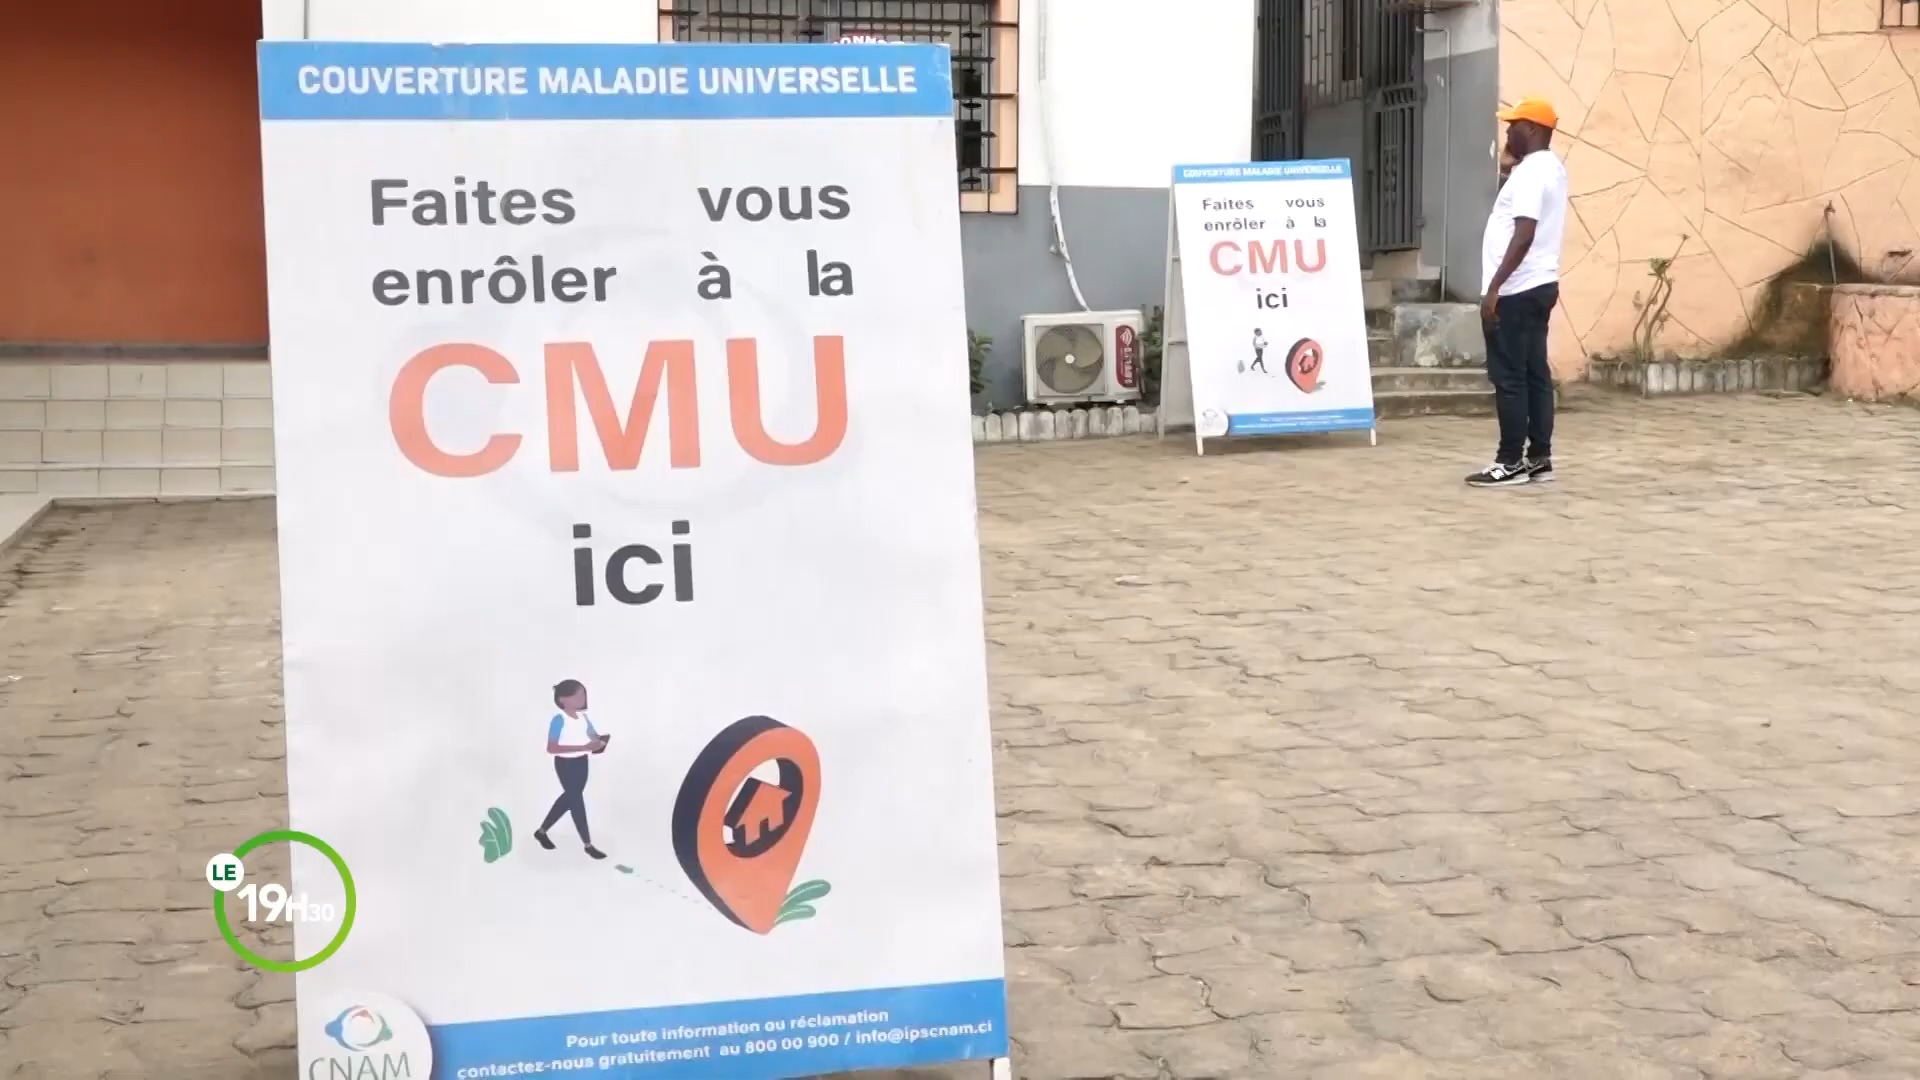 COUVERTURE MALADIE UNIVERSELLE
Faites vous
enrôler à la
CMU
ici
Pour toute information ou réclamation
contactez-nous gratuitement au 800 00 900 / info@ipscnam.ci
CNAM
LE
19H30
COUVERTURE MALADIE UNIVERSELLE
Faites vous
enrôler à la
CMU
ici